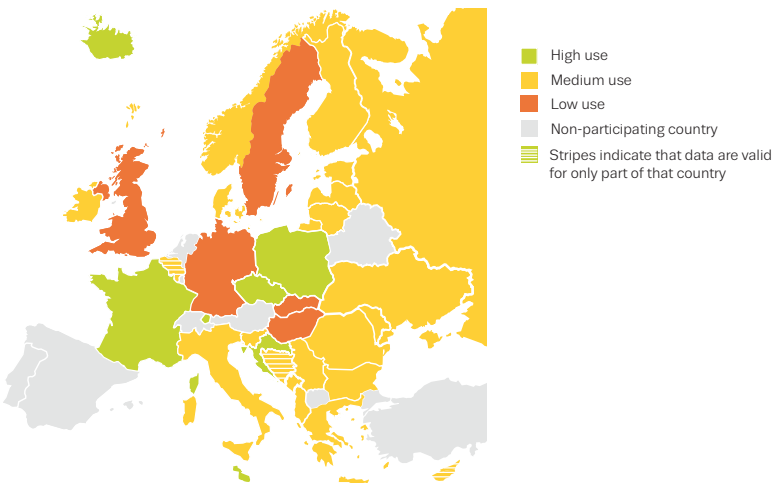 High use
Medium use
Low use
Non-participating country
Stripes indicate that data are valid
for only part of that country